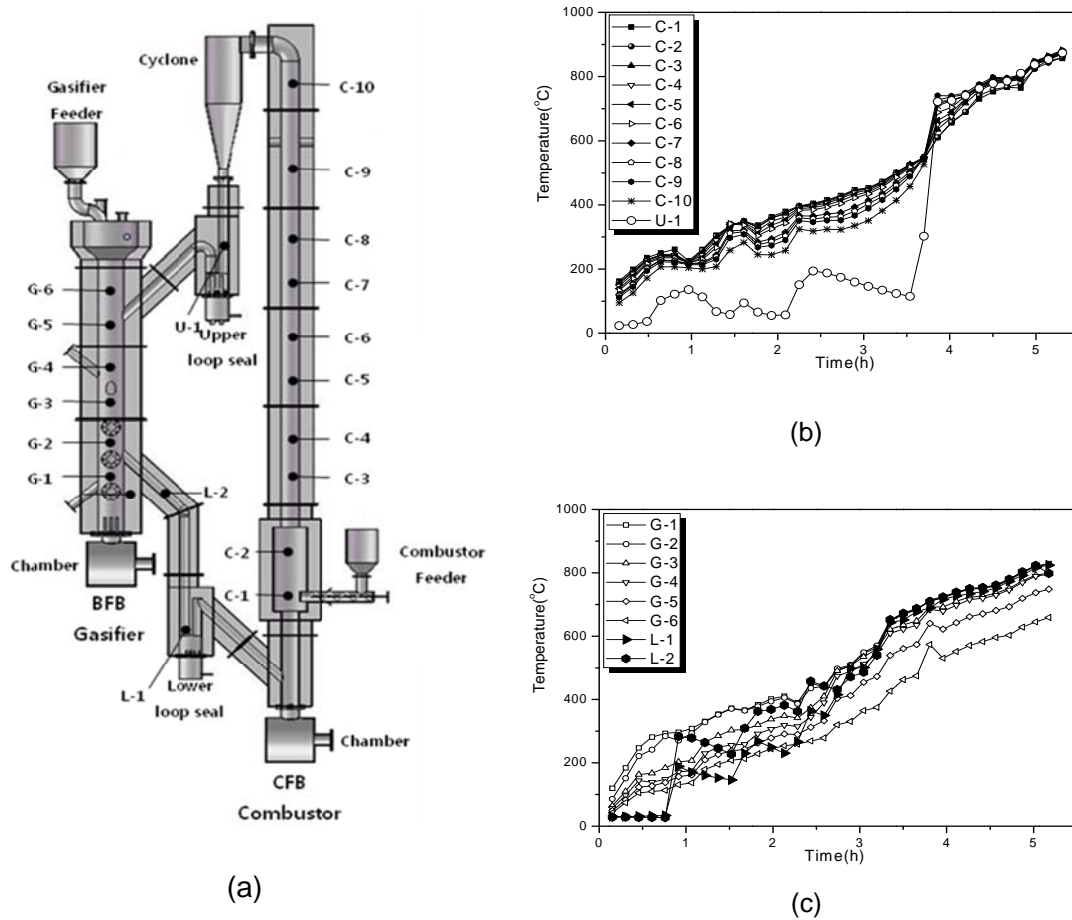 Gasifier
Feeder
Cyclone
C-10
C-9
C-8
C-7
C-6
C-5
C-4
C-3
C-2
C-1
G-6
G-5
G-4
G-3
G-2
G-1
U-1
Upper
loop seal
L-2
Combustor
Feeder
Chamber
BFB
Gasifier
L-1
Lower
loop seal
Chamber
CFB
Combustor
(a)
1000
800
600
400
200
0
Temperature(°C)
C-1
C-2
C-3
C-4
C-5
C-6
C-7
C-8
C-9
C-10
U-1
0 1 2 3 4 5
Time(h)
(b)
1000
800
600
400
200
0
Temperature(°C)
G-1
G-2
G-3
G-4
G-5
G-6
L-1
L-2
0 1 2 3 4 5
Time(h)
(c)